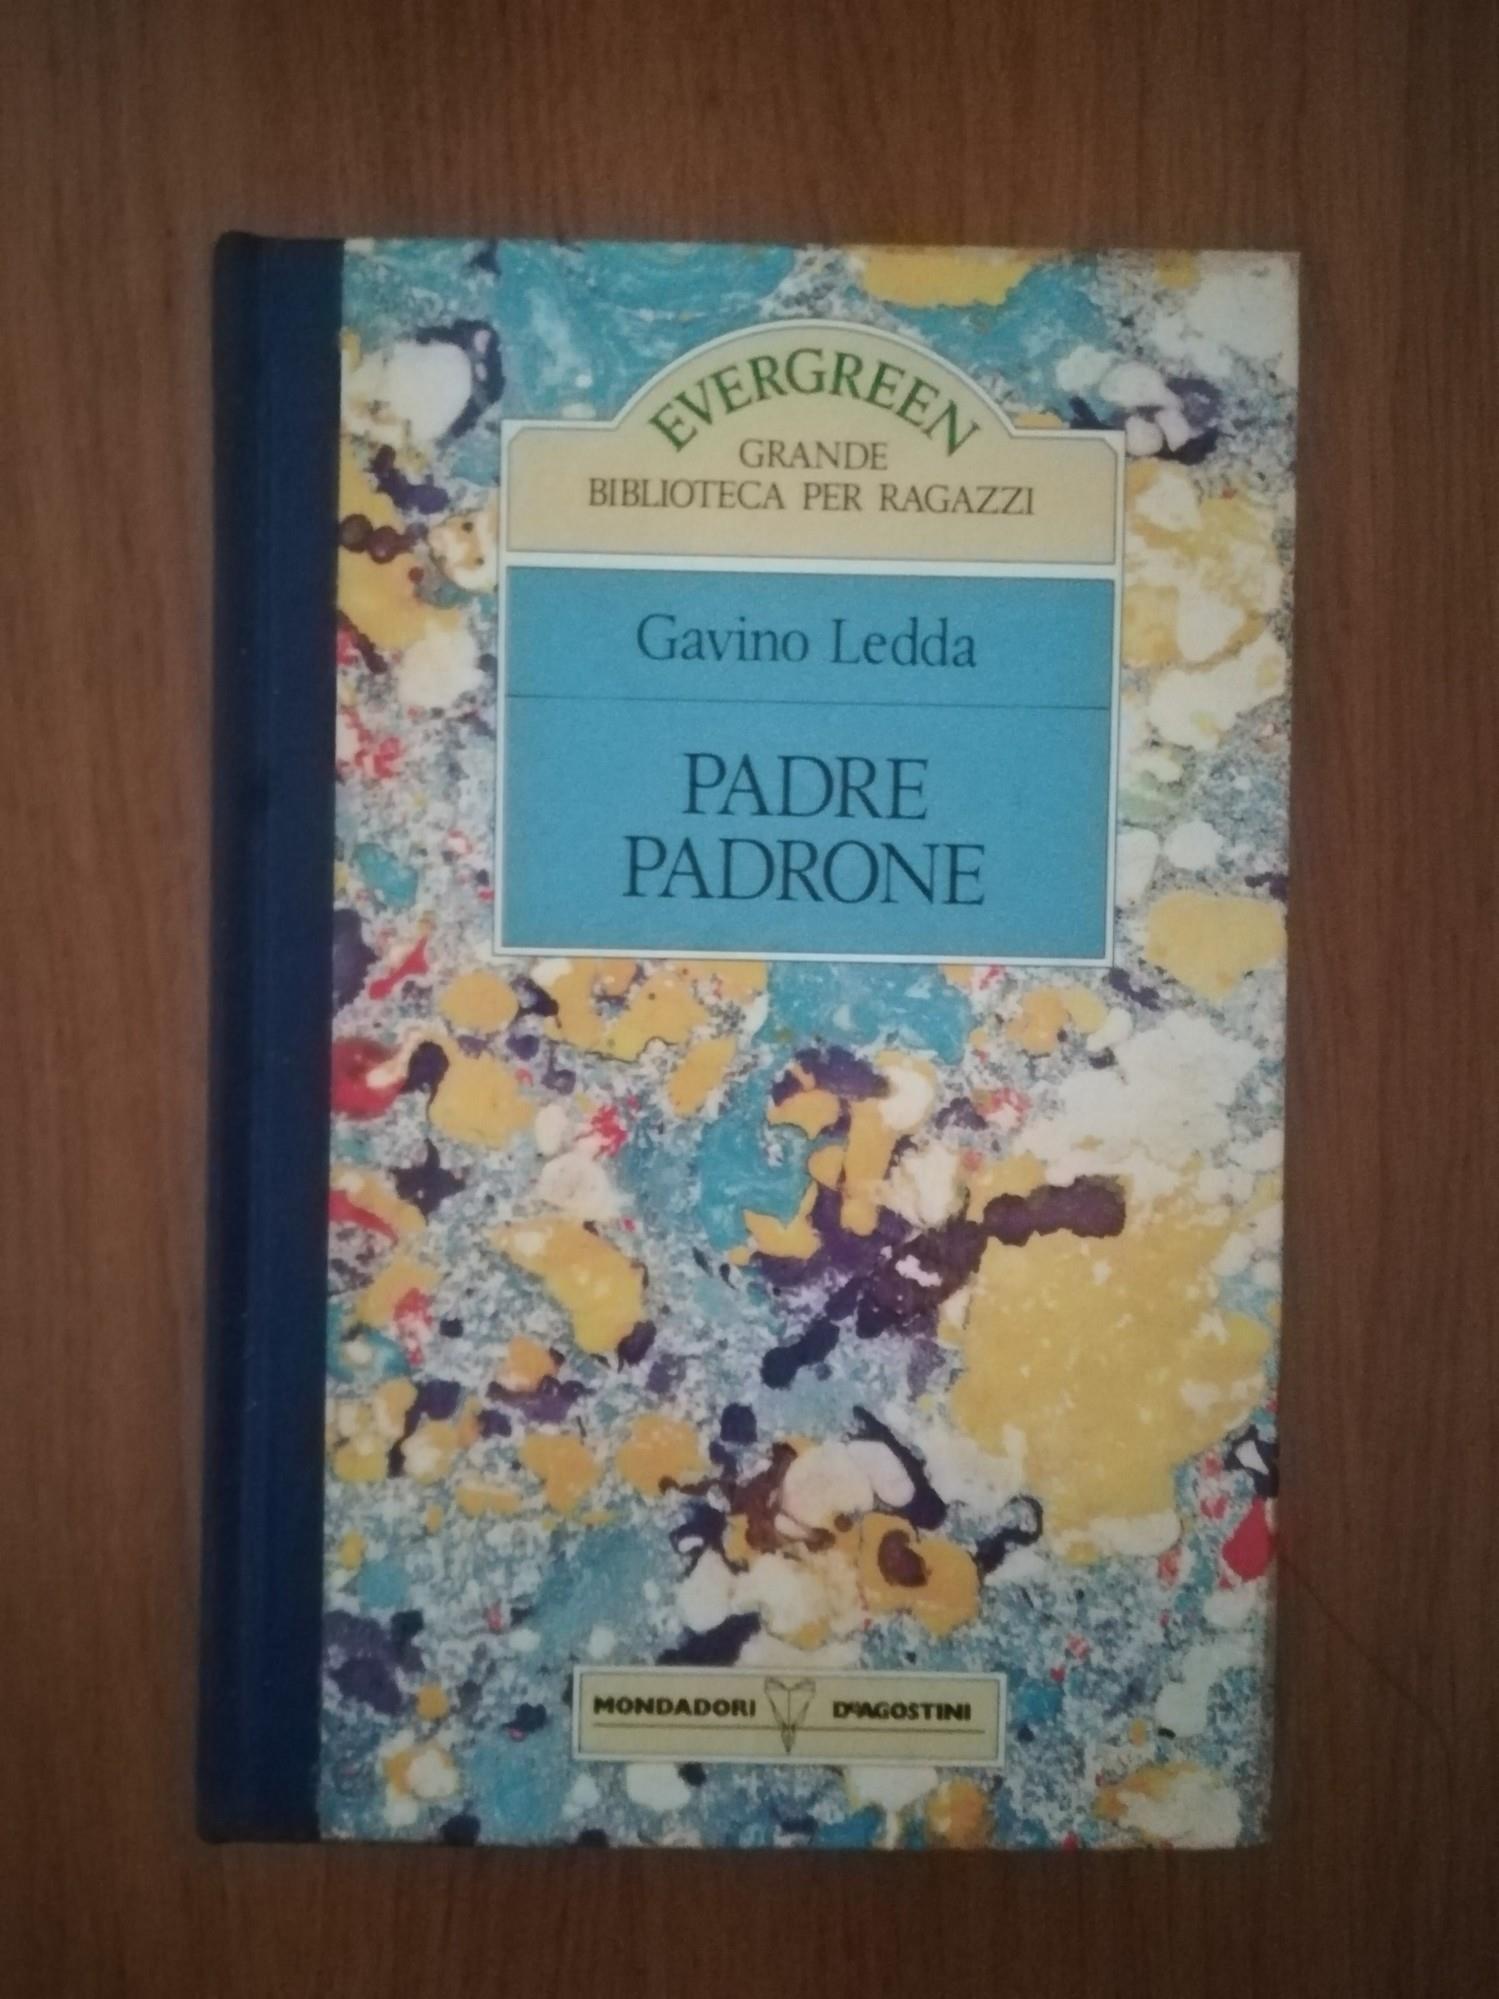 EVERGREEN
GRANDE
BIBLIOTECA PER RAGAZZI
Gavino Ledda
PADRE
PADRONE
MONDADORI DeAGOSTINI